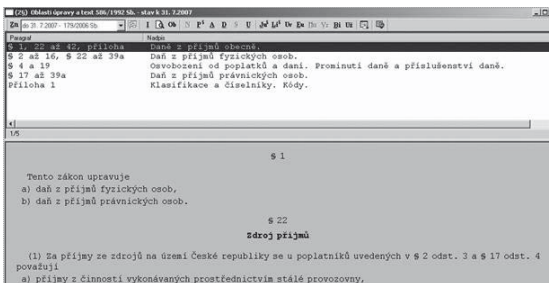 (25) Oblasti úpravy a text 586/1992 Sb. - stav k 31. 7.2007
Zn do 31. 7.2007 - 179/2006 Sb. I Ob N P¹ A D S U
Paragraf Nadpis
§ 1, 22 až 42, příloha Daně z příjmů obecně.
§ 2 až 16, § 22 až 39a Daň z příjmů fyzických osob.
§ 4 a 19 Osvobození od poplatků a daní. Prominutí daně a příslušenství daně.
§ 17 až 39a Daň z příjmů právnických osob.
Příloha 1 Klasifikace a číselníky. Kódy.
1/5
§ 1
Tento zákon upravuje
a) daň z příjmů fyzických osob,
b) daň z příjmů právnických osob.
§ 22
Zdroj příjmů
(1) Za příjmy ze zdrojů na území České republiky se u poplatníků uvedených v § 2 odst. 3 a § 17 odst. 4
považují
a) příjmy z činností vykonávaných prostřednictvím stálé provozovny,